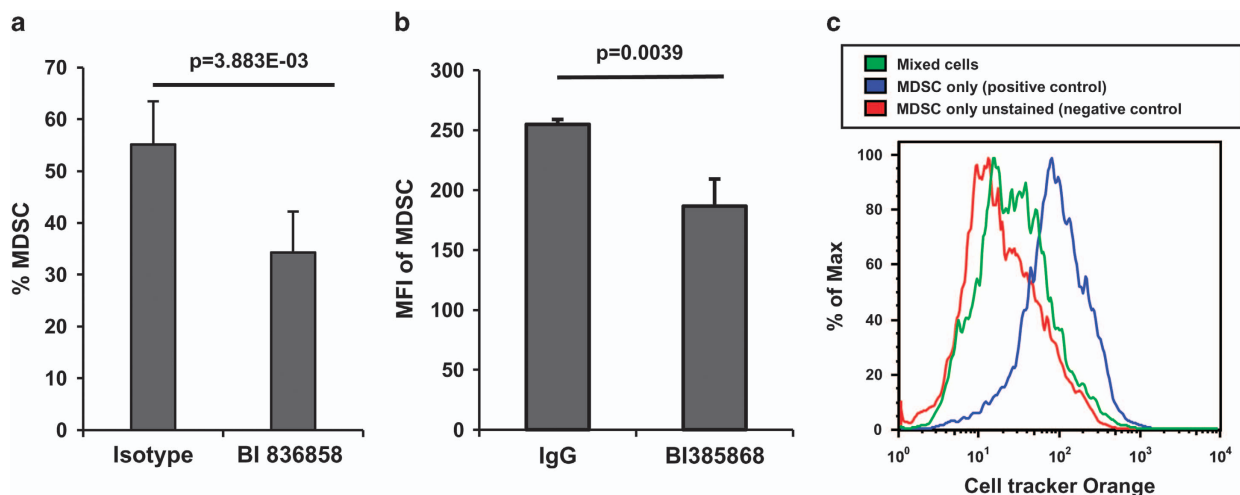 a
p=3.883E-03
% MDSC
70
60
50
40
30
20
10
0
Isotype BI 836858
b
p=0.0039
MFI of MDSC
300
250
200
150
100
50
0
IgG BI385868
c
Mixed cells
MDSC only (positive control)
MDSC only unstained (negative control
% of Max
100
80
60
40
20
0
10⁰ 10¹ 10² 10³ 10⁴
Cell tracker Orange